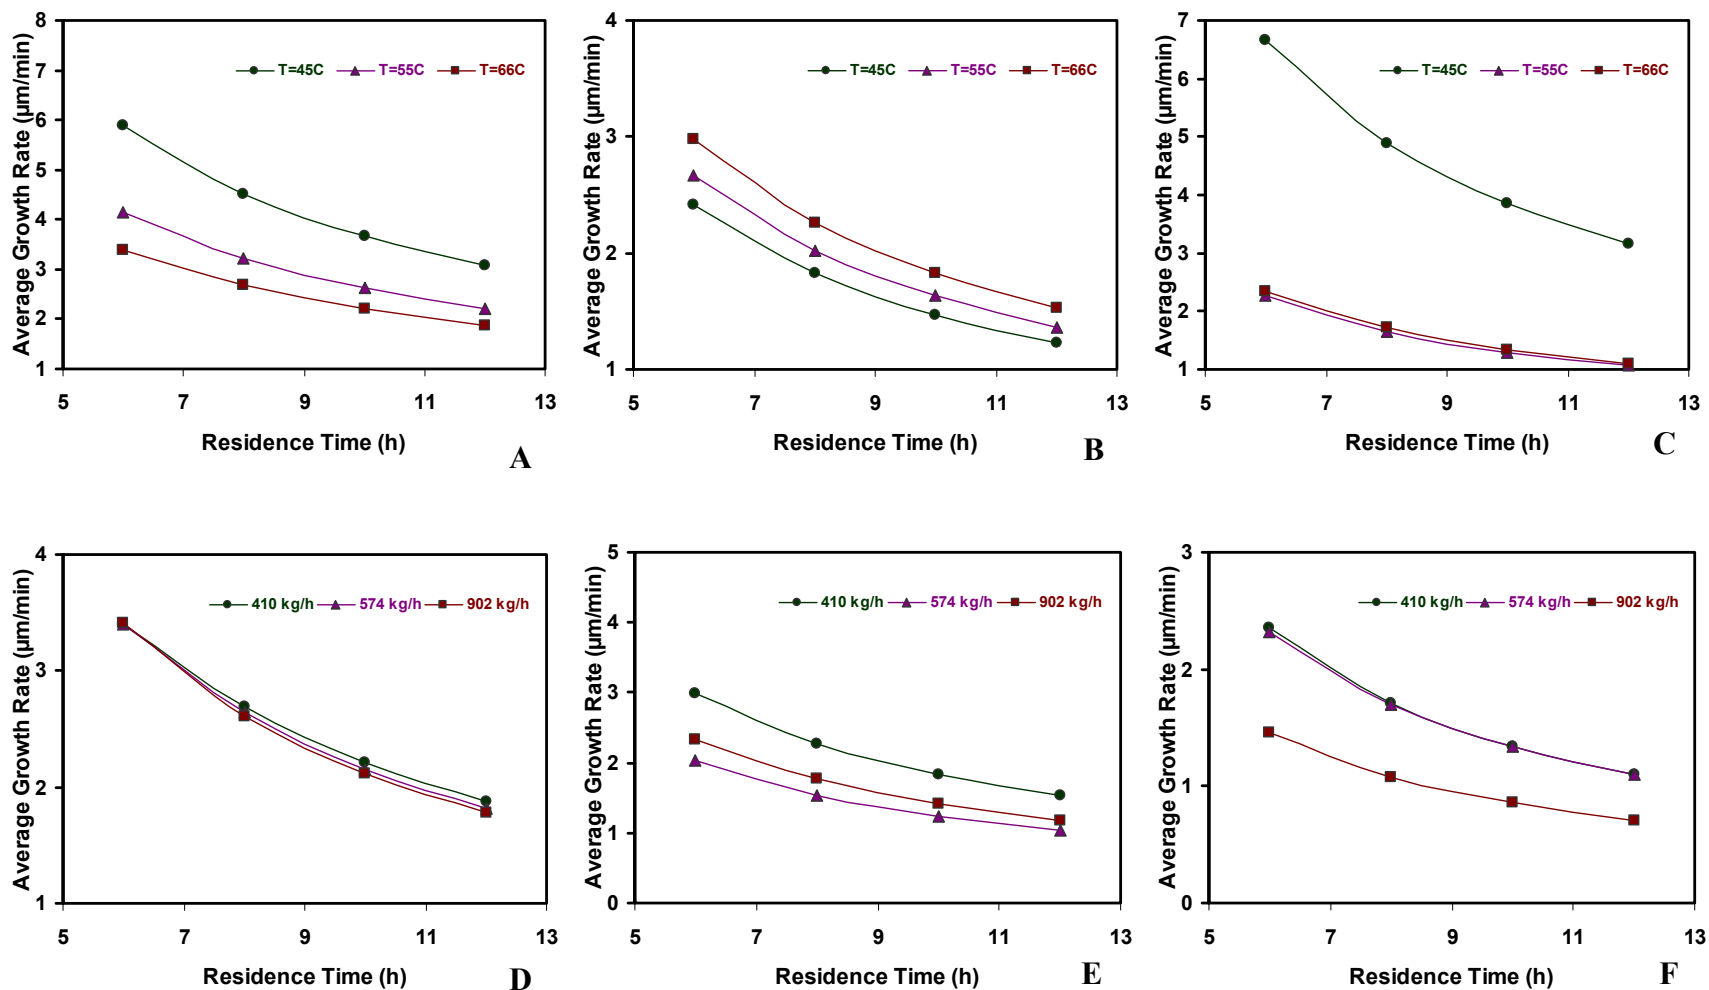 Average Growth Rate (µm/min)
8
7
6
5
4
3
2
1
T=45C T=55C T=66C
5 7 9 11 13
Residence Time (h)
A
Average Growth Rate (µm/min)
4
3
2
1
T=45C T=55C T=66C
5 7 9 11 13
Residence Time (h)
B
Average Growth Rate (µm/min)
7
6
5
4
3
2
1
T=45C T=55C T=66C
5 7 9 11 13
Residence Time (h)
C
Average Growth Rate (µm/min)
4
3
2
1
410 kg/h 574 kg/h 902 kg/h
5 7 9 11 13
Residence Time (h)
D
Average Growth Rate (µm/min)
5
4
3
2
1
0
410 kg/h 574 kg/h 902 kg/h
5 7 9 11 13
Residence Time (h)
E
Average Growth Rate (µm/min)
3
2
1
0
410 kg/h 574 kg/h 902 kg/h
5 7 9 11 13
Residence Time (h)
F